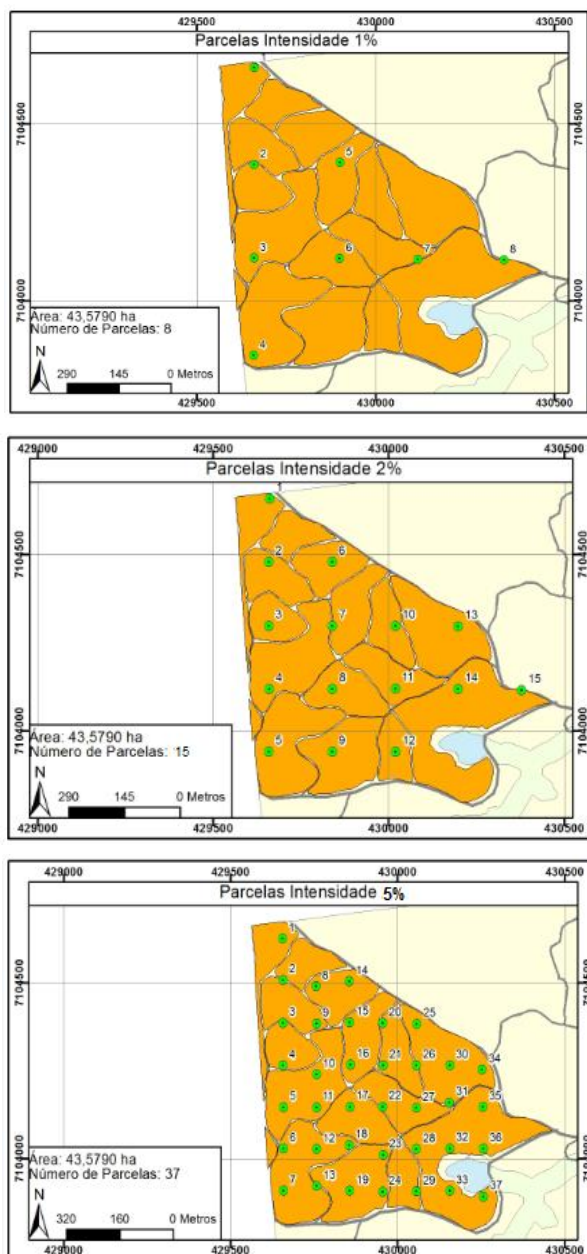 429500 430000 430500
Parcelas Intensidade 1%
7104500 7104500
2 5
3 6 7 8
7104000 7104000
4
Área: 43,5790 ha
Número de Parcelas: 8
N
290 145 0 Metros
429500 430000 430500
429000 429500 430000 430500
Parcelas Intensidade 2%
1
7104500 7104500
2 6
3 7 10 13
4 8 11 14 15
7104000 7104000
5 9 12
Área: 43,5790 ha
Número de Parcelas: 15
N
290 145 0 Metros
429000 429500 430000 430500
429000 429500 430000 430500
Parcelas Intensidade 5%
1
7104500 7104500
2 8 14
3 9 15 20 25
4 10 16 21 26 30 34
5 11 17 22 27 31 35
6 12 18 23 28 32 36
7104000 7104000
7 13 19 24 29 33 37
Área: 43,5790 ha
Número de Parcelas: 37
N
320 160 0 Metros
429000 429500 430000 430500